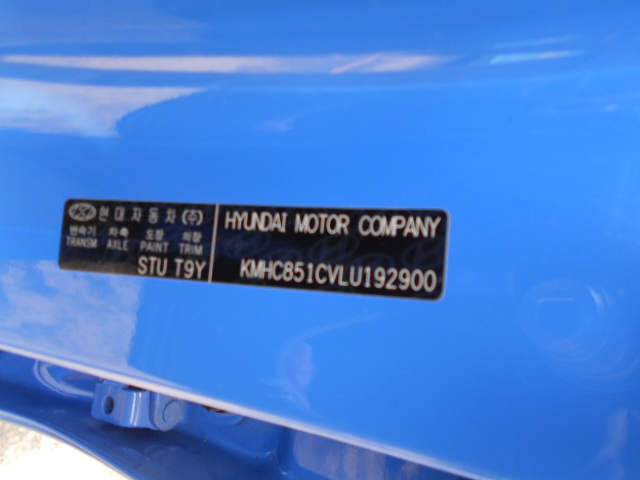 현대자동차(주)
변속기 차축 도장 의장
TRANSM AXLE PAINT TRIM
STU T9Y
HYUNDAI MOTOR COMPANY
KMHC851CVLU192900